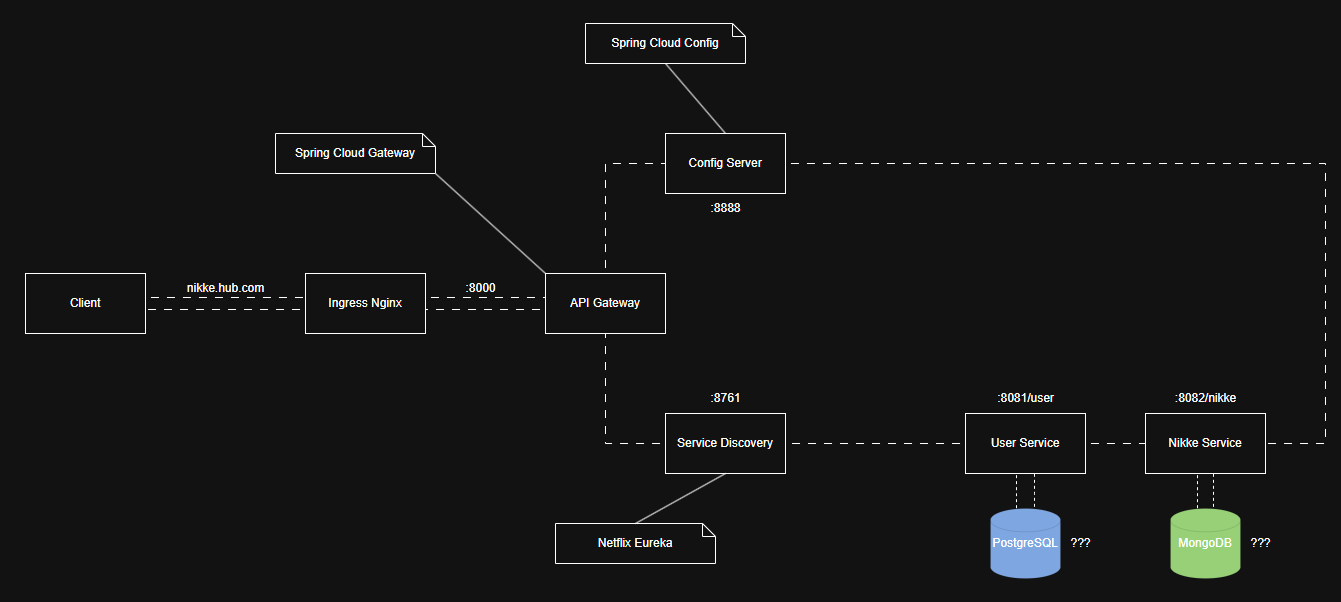 Spring Cloud Config
Spring Cloud Gateway
Config Server
:8888
Client
nikke.hub.com
Ingress Nginx
:8000
API Gateway
:8761
:8081/user
:8082/nikke
Service Discovery
User Service
Nikke Service
Netflix Eureka
PostgreSQL
???
MongoDB
???